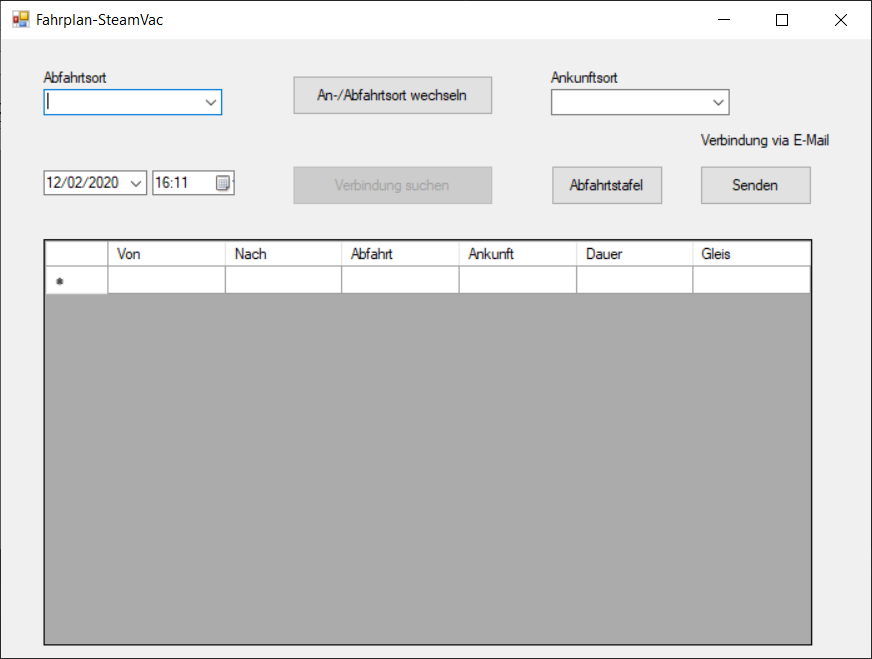 Fahrplan-SteamVac
Abfahrtsort
An-/Abfahrtsort wechseln
Ankunftsort
Verbindung via E-Mail
12/02/2020
16:11
Verbindung suchen
Abfahrtstafel
Senden
Von Nach Abfahrt Ankunft Dauer Gleis